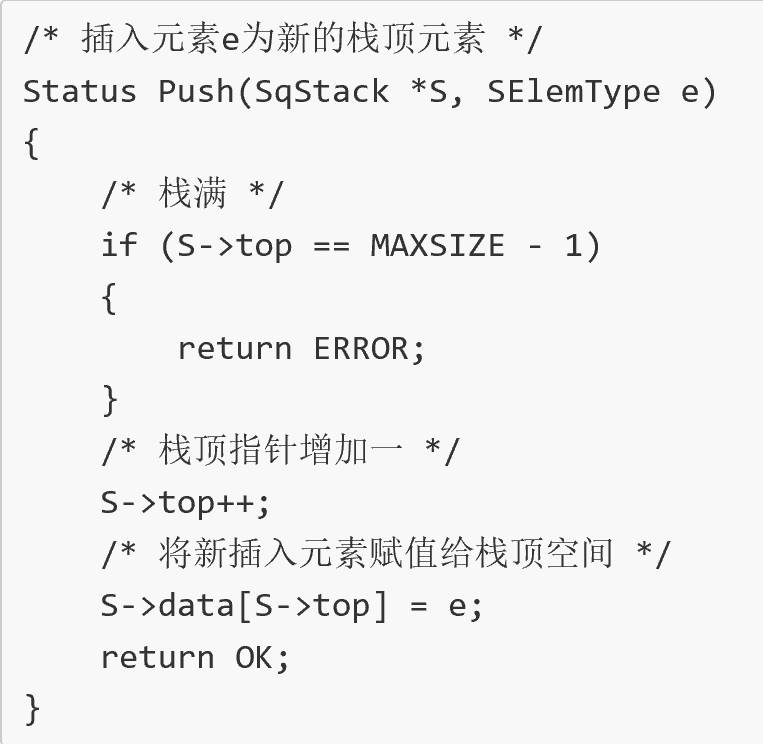 /* 插入元素e为新的栈顶元素 */
Status Push(SqStack *S, SElemType e)
{
    /* 栈满 */
    if (S->top == MAXSIZE - 1)
    {
        return ERROR;
    }
    /* 栈顶指针增加一 */
    S->top++;
    /* 将新插入元素赋值给栈顶空间 */
    S->data[S->top] = e;
    return OK;
}